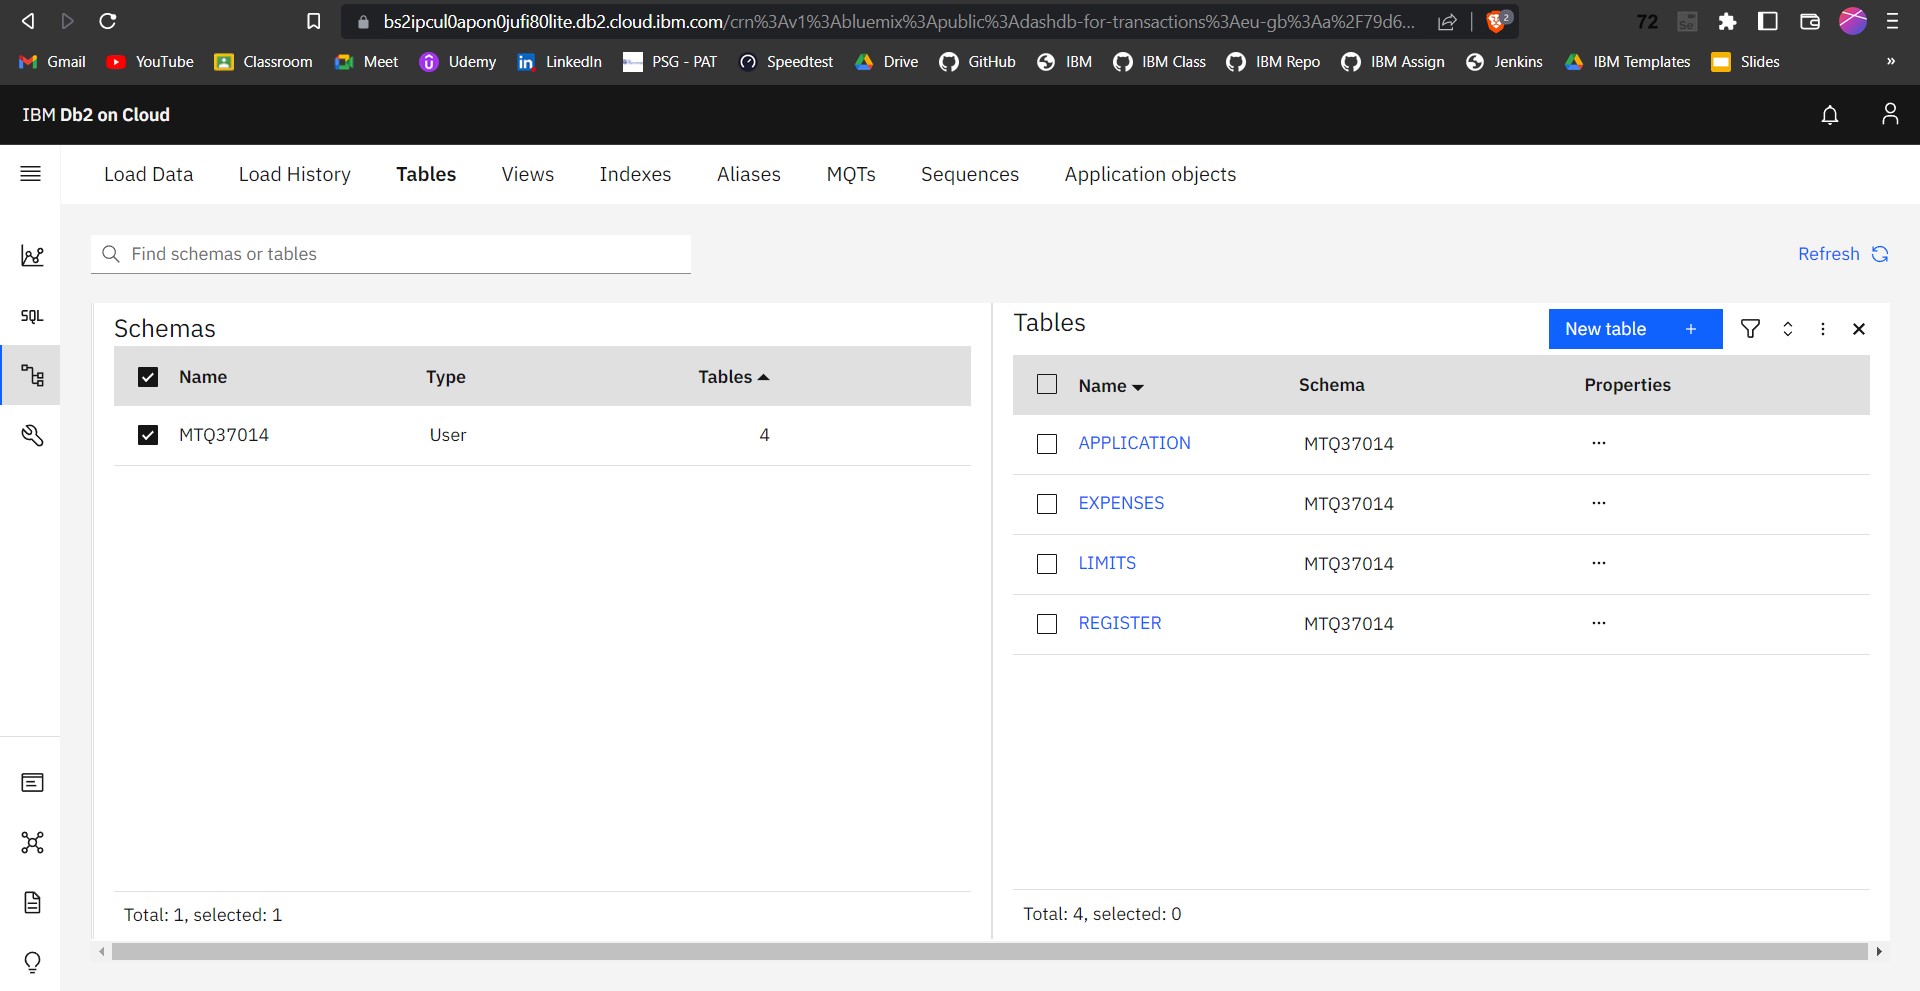 bs2ipcul0apon0jufi80lite.db2.cloud.ibm.com/crn%3Av1%3Abluemix%3Apublic%3Adashdb-for-transactions%3Aeu-gb%3Aa%2F79d6... 2 72 Se
Gmail YouTube Classroom Meet Udemy LinkedIn PSG - PAT Speedtest Drive GitHub IBM IBM Class IBM Repo IBM Assign Jenkins IBM Templates Slides »
IBM Db2 on Cloud
Load Data Load History Tables Views Indexes Aliases MQTs Sequences Application objects
Find schemas or tables
Refresh
SQL
Schemas
Name Type Tables
MTQ37014 User 4
Total: 1, selected: 1
Tables
New table +
Name Schema Properties
APPLICATION MTQ37014 ...
EXPENSES MTQ37014 ...
LIMITS MTQ37014 ...
REGISTER MTQ37014 ...
Total: 4, selected: 0